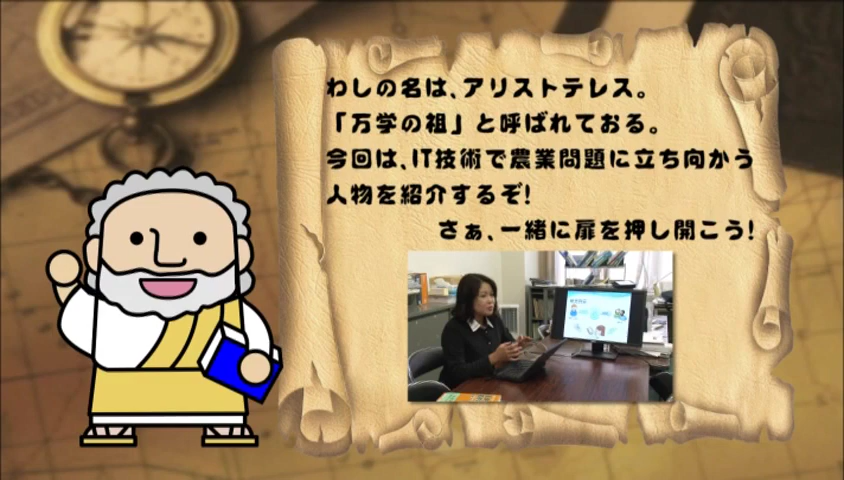 わしの名は、アリストテレス。
「万学の祖」と呼ばれておる。
今回は、IT技術で農業問題に立ち向かう
人物を紹介するぞ!
さぁ、一緒に扉を押し開こう!